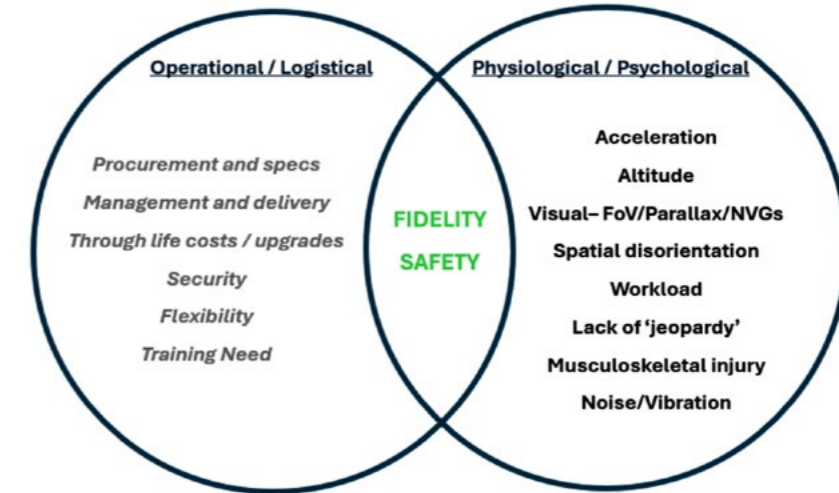 Operational / Logistical
Procurement and specs
Management and delivery
Through life costs / upgrades
Security
Flexibility
Training Need
FIDELITY
SAFETY
Physiological / Psychological
Acceleration
Altitude
Visual– FoV/Parallax/NVGs
Spatial disorientation
Workload
Lack of ‘jeopardy’
Musculoskeletal injury
Noise/Vibration